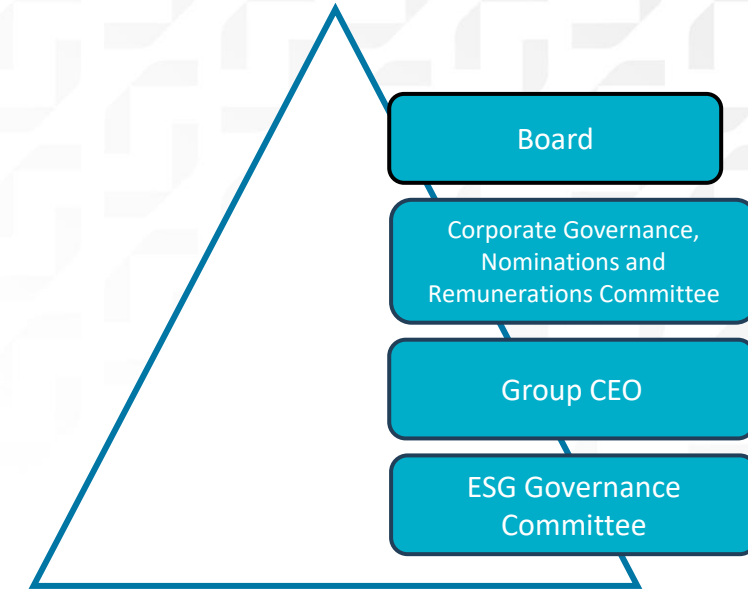 Board
Corporate Governance,
Nominations and
Remunerations Committee
Group CEO
ESG Governance
Committee